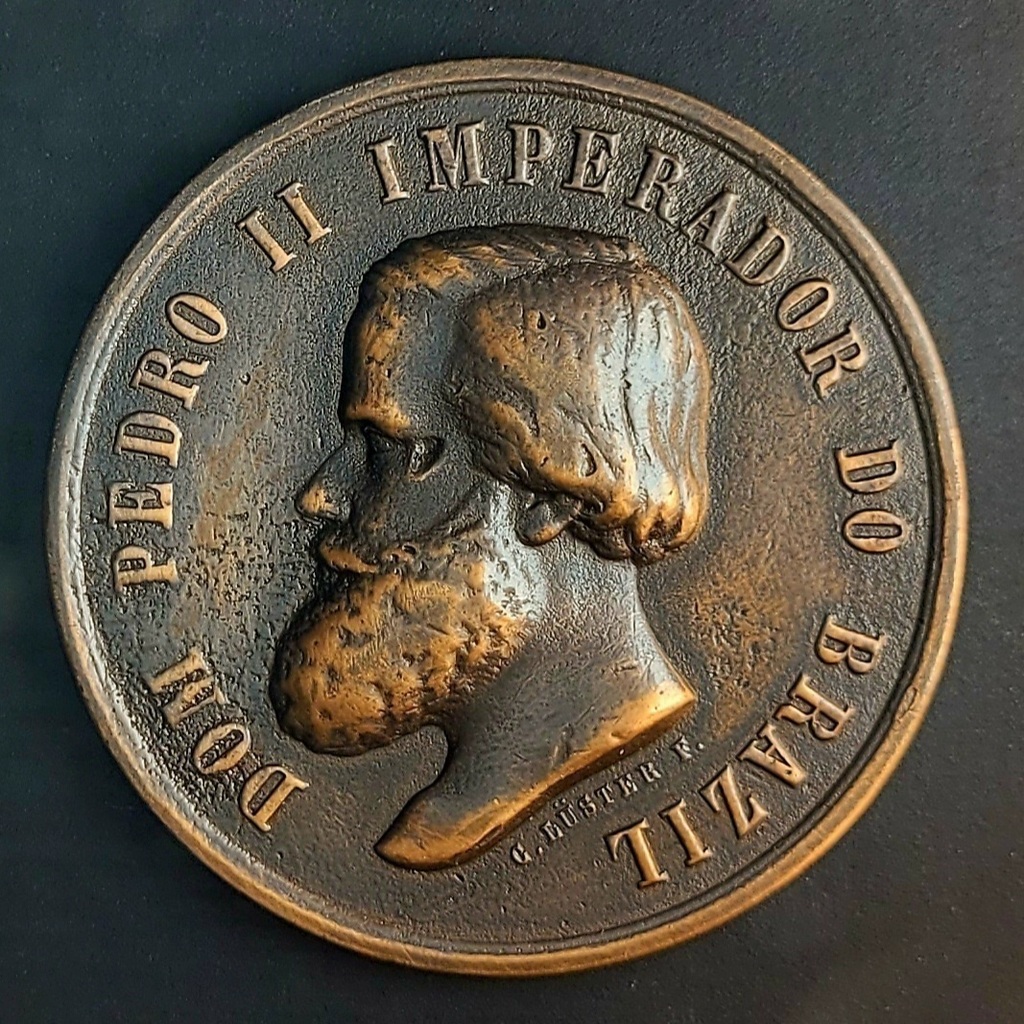 DOM PEDRO II IMPERADOR DO BRAZIL
C. LÜSTER F.